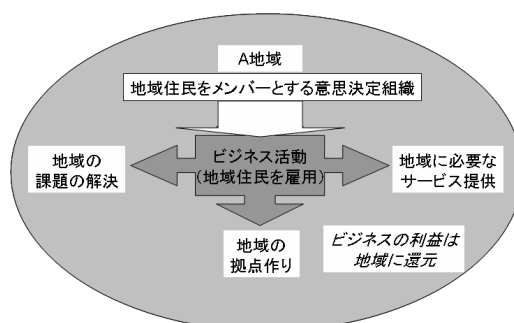 A地域
地域住民をメンバーとする意思決定組織
ビジネス活動
(地域住民を雇用)
地域の
課題の解決
地域に必要な
サービス提供
地域の
拠点作り
ビジネスの利益は
地域に還元